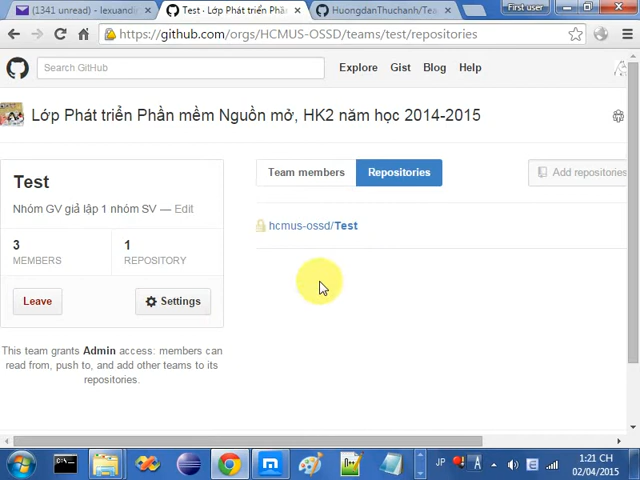 (1341 unread) - lexuandin
Test · Lớp Phát triển Phần
HuongdanThuchanh/Tea
First user
https://github.com/orgs/HCMUS-OSSD/teams/test/repositories
Search GitHub
Explore
Gist
Blog
Help
Lớp Phát triển Phần mềm Nguồn mở, HK2 năm học 2014-2015
Test
Nhóm GV giả lập 1 nhóm SV — Edit
3
MEMBERS
1
REPOSITORY
Leave
Settings
This team grants Admin access: members can
read from, push to, and add other teams to its
repositories.
Team members
Repositories
Add repositories
hcmus-ossd/Test
JP
A
1:21 CH
02/04/2015